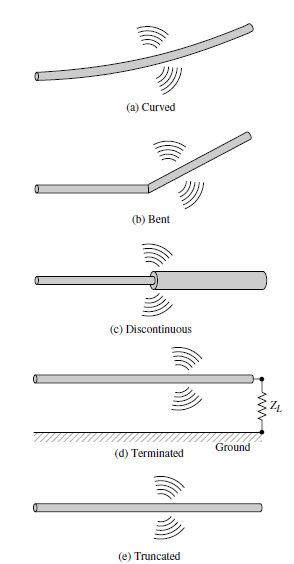 (a) Curved
(b) Bent
(c) Discontinuous
Z_L
Ground
(d) Terminated
(e) Truncated